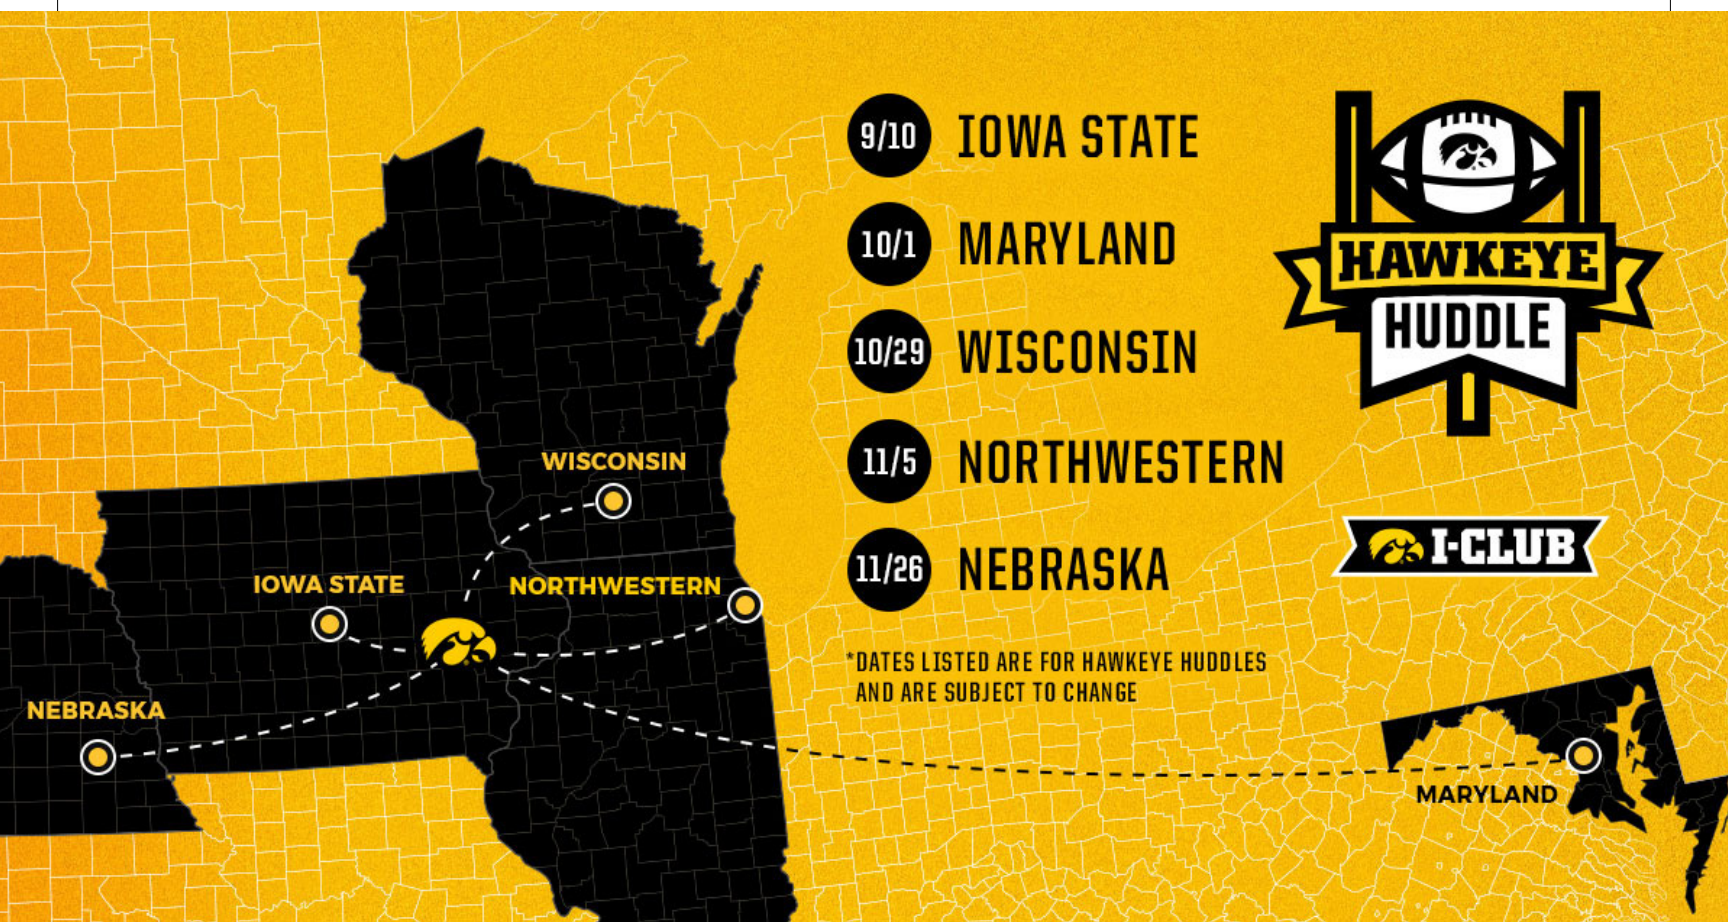 9/10 IOWA STATE
10/1 MARYLAND
10/29 WISCONSIN
11/5 NORTHWESTERN
11/26 NEBRASKA
*DATES LISTED ARE FOR HAWKEYE HUDDLES
AND ARE SUBJECT TO CHANGE
HAWKEYE
HUDDLE
I-CLUB
WISCONSIN
IOWA STATE
NORTHWESTERN
NEBRASKA
MARYLAND